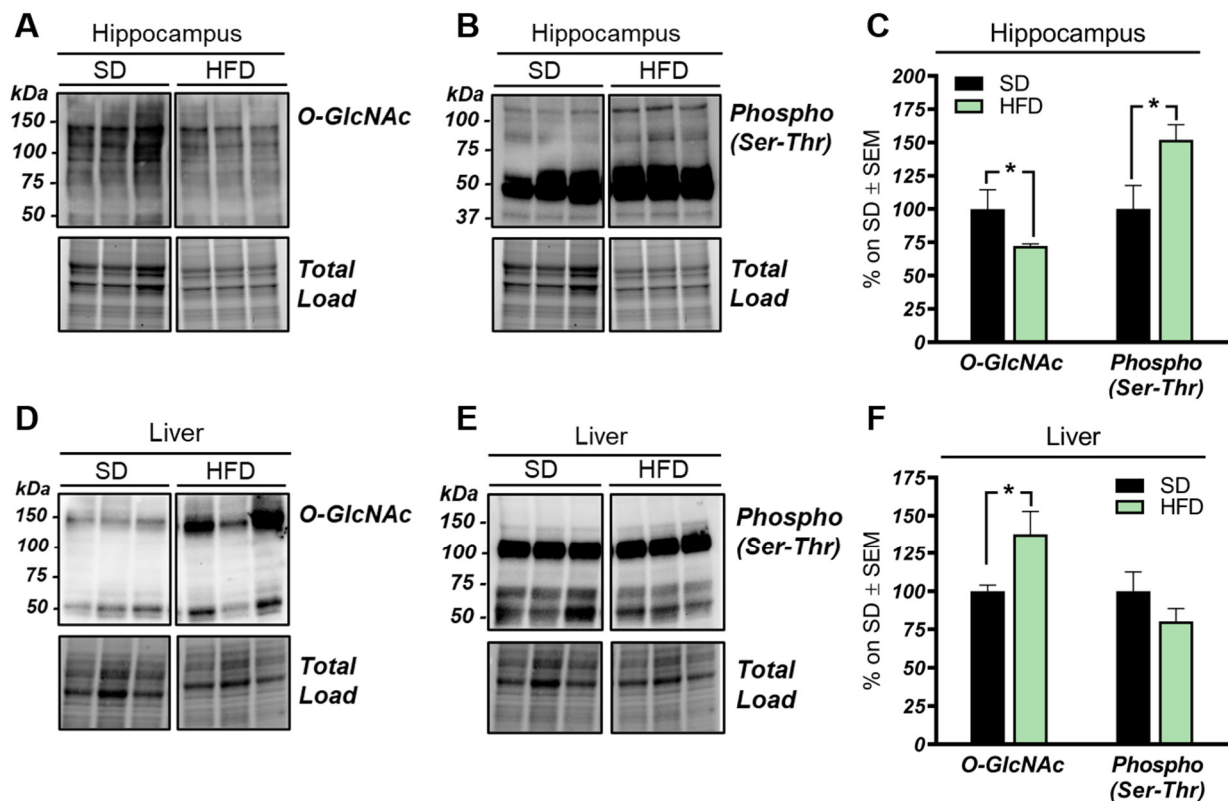 A
Hippocampus
SD HFD
kDa
150 -
100 -
75 -
50 -
O-GlcNAc
Total
Load
B
Hippocampus
SD HFD
kDa
100 -
75 -
50 -
37 -
Phospho
(Ser-Thr)
Total
Load
C
Hippocampus
SD
HFD
% on SD ± SEM
200
175
150
125
100
75
50
25
0
*
*
O-GlcNAc
Phospho
(Ser-Thr)
D
Liver
SD HFD
kDa
150 -
100 -
75 -
50 -
O-GlcNAc
Total
Load
E
Liver
SD HFD
kDa
150 -
100 -
75 -
50 -
Phospho
(Ser-Thr)
Total
Load
F
Liver
SD
HFD
% on SD ± SEM
175
150
125
100
75
50
25
0
*
O-GlcNAc
Phospho
(Ser-Thr)